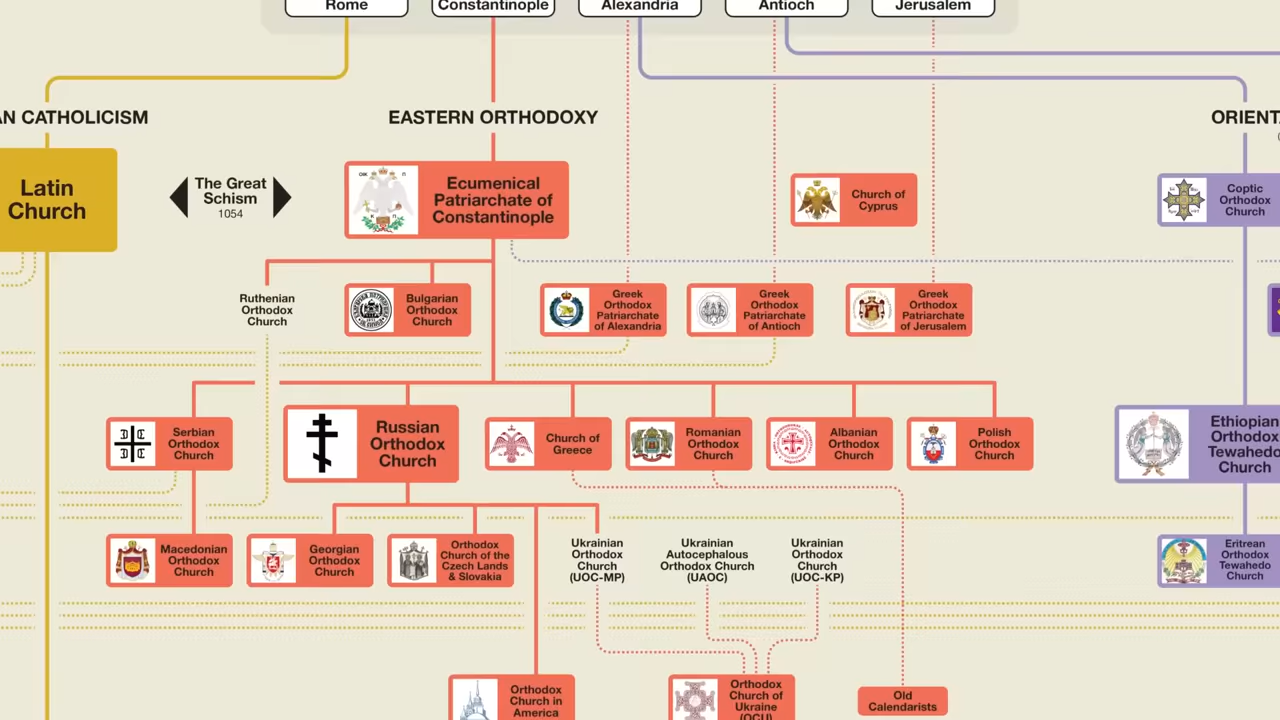 Rome
Constantinople
Alexandria
Antioch
Jerusalem
AN CATHOLICISM
EASTERN ORTHODOXY
ORIENT
Latin
Church
The Great
Schism
1054
Ecumenical
Patriarchate of
Constantinople
Church of
Cyprus
Coptic
Orthodox
Church
Ruthenian
Orthodox
Church
Bulgarian
Orthodox
Church
Greek
Orthodox
Patriarchate
of Alexandria
Greek
Orthodox
Patriarchate
of Antioch
Greek
Orthodox
Patriarchate
of Jerusalem
Serbian
Orthodox
Church
Russian
Orthodox
Church
Church of
Greece
Romanian
Orthodox
Church
Albanian
Orthodox
Church
Polish
Orthodox
Church
Ethiopian
Orthodox
Tewahedo
Church
Macedonian
Orthodox
Church
Georgian
Orthodox
Church
Orthodox
Church of the
Czech Lands
& Slovakia
Ukrainian
Orthodox
Church
(UOC-MP)
Ukrainian
Autocephalous
Orthodox Church
(UAOC)
Ukrainian
Orthodox
Church
(UOC-KP)
Eritrean
Orthodox
Tewahedo
Church
Orthodox
Church in
America
Orthodox
Church of
Ukraine
(OCU)
Old
Calendarists